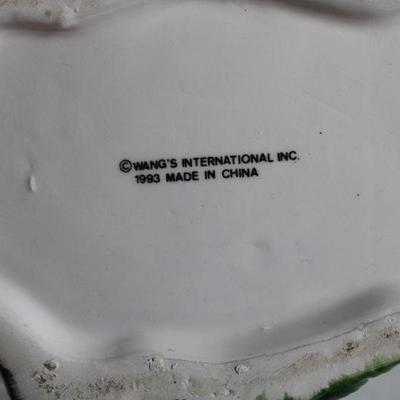 ©WANG'S INTERNATIONAL INC.
1993 MADE IN CHINA